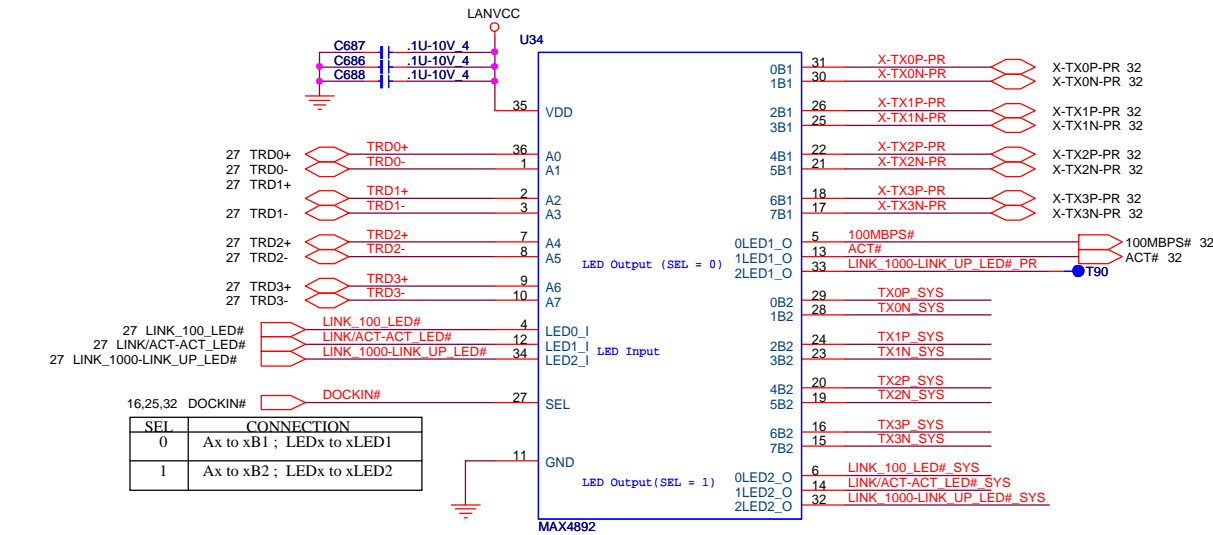 LANVCC
U34
C687 .1U-10V_4
C686 .1U-10V_4
C688 .1U-10V_4
35 VDD
27 TRD0+ TRD0+ 36 A0
27 TRD0- TRD0- 1 A1
27 TRD1+ TRD1+ 2 A2
27 TRD1- TRD1- 3 A3
27 TRD2+ TRD2+ 7 A4
27 TRD2- TRD2- 8 A5
27 TRD3+ TRD3+ 9 A6
27 TRD3- TRD3- 10 A7
27 LINK_100_LED# LINK_100_LED# 4 LED0_I
27 LINK/ACT-ACT_LED# LINK/ACT-ACT_LED# 12 LED1_I
27 LINK_1000-LINK_UP_LED# LINK_1000-LINK_UP_LED# 34 LED2_I
LED Input
16,25,32 DOCKIN# DOCKIN# 27 SEL
SEL CONNECTION
0 Ax to xB1 ; LEDx to xLED1
1 Ax to xB2 ; LEDx to xLED2
11 GND
0B1 31 X-TX0P-PR X-TX0P-PR 32
1B1 30 X-TX0N-PR X-TX0N-PR 32
2B1 26 X-TX1P-PR X-TX1P-PR 32
3B1 25 X-TX1N-PR X-TX1N-PR 32
4B1 22 X-TX2P-PR X-TX2P-PR 32
5B1 21 X-TX2N-PR X-TX2N-PR 32
6B1 18 X-TX3P-PR X-TX3P-PR 32
7B1 17 X-TX3N-PR X-TX3N-PR 32
LED Output (SEL = 0)
0LED1_O 5 100MBPS# 100MBPS# 32
1LED1_O 13 ACT# ACT# 32
2LED1_O 33 LINK_1000-LINK_UP_LED#_PR T90
0B2 29 TX0P_SYS
1B2 28 TX0N_SYS
2B2 24 TX1P_SYS
3B2 23 TX1N_SYS
4B2 20 TX2P_SYS
5B2 19 TX2N_SYS
6B2 16 TX3P_SYS
7B2 15 TX3N_SYS
LED Output(SEL = 1)
0LED2_O 6 LINK_100_LED#_SYS
1LED2_O 14 LINK/ACT-ACT_LED#_SYS
2LED2_O 32 LINK_1000-LINK_UP_LED#_SYS
MAX4892